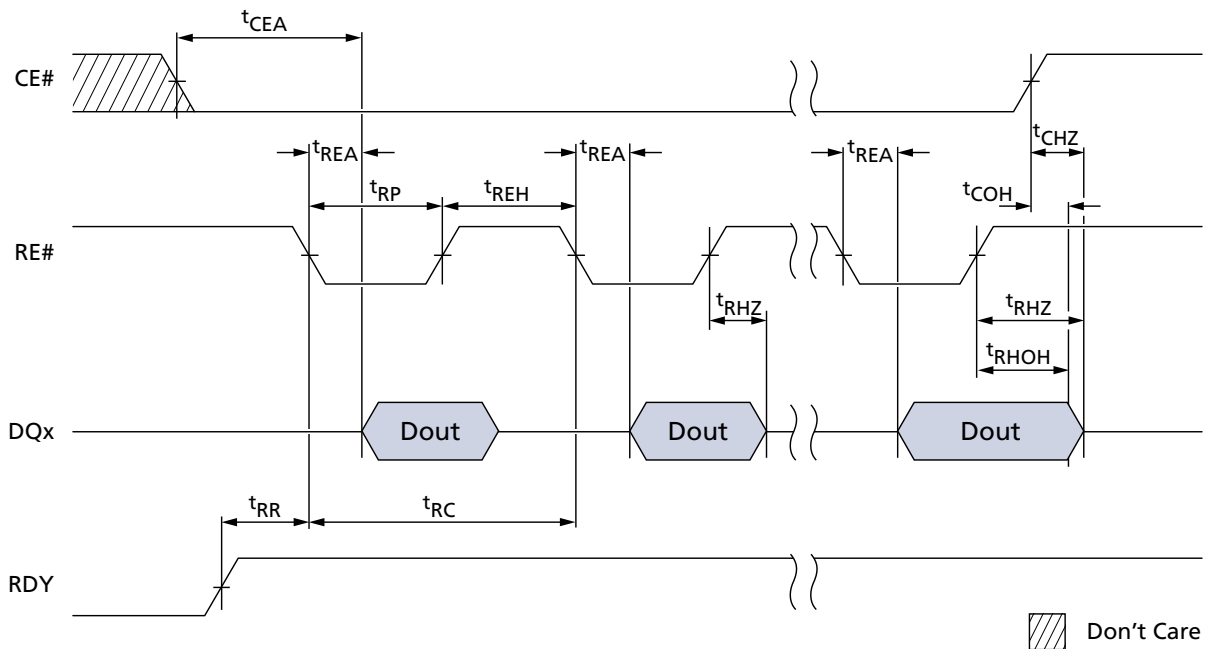 tCEA
CE#
tCHZ
tREA
tREA
tREA
tCOH
tRP
tREH
RE#
tRHZ
tRHZ
tRHOH
DQx
Dout
Dout
Dout
tRR
tRC
RDY
Don't Care